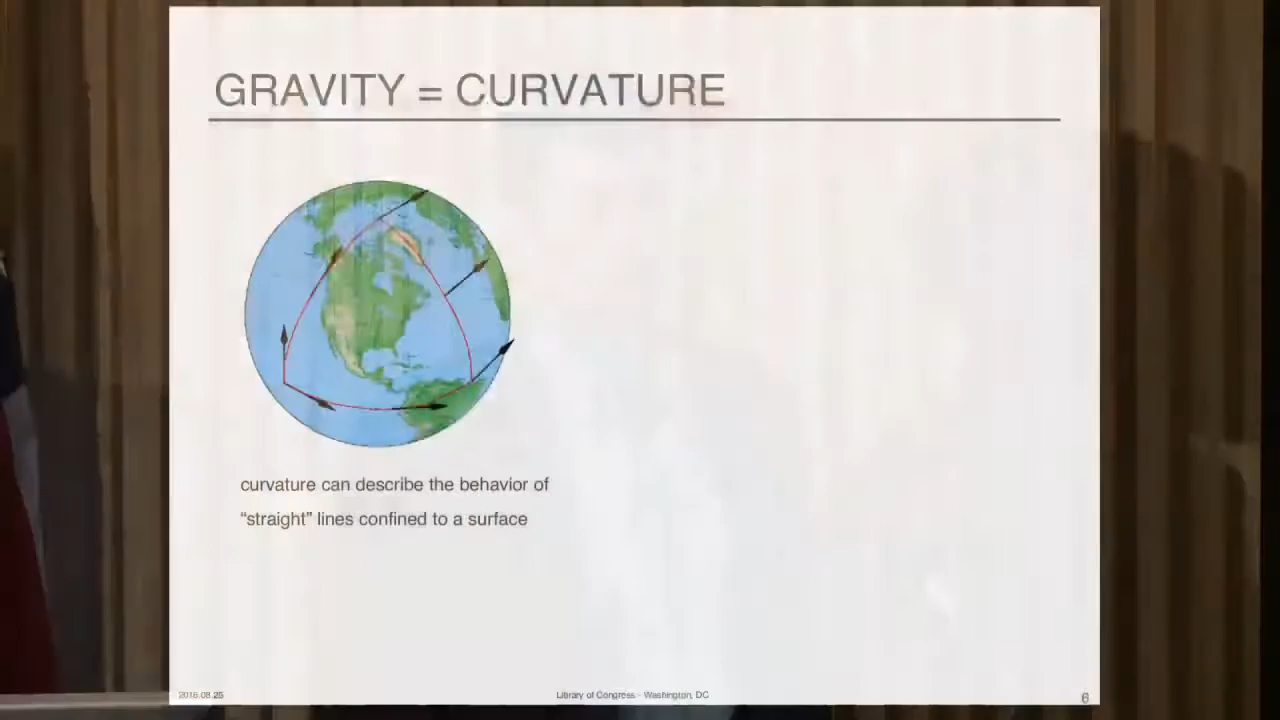 GRAVITY = CURVATURE
curvature can describe the behavior of
“straight” lines confined to a surface
2016.08.25
Library of Congress - Washington, DC
6